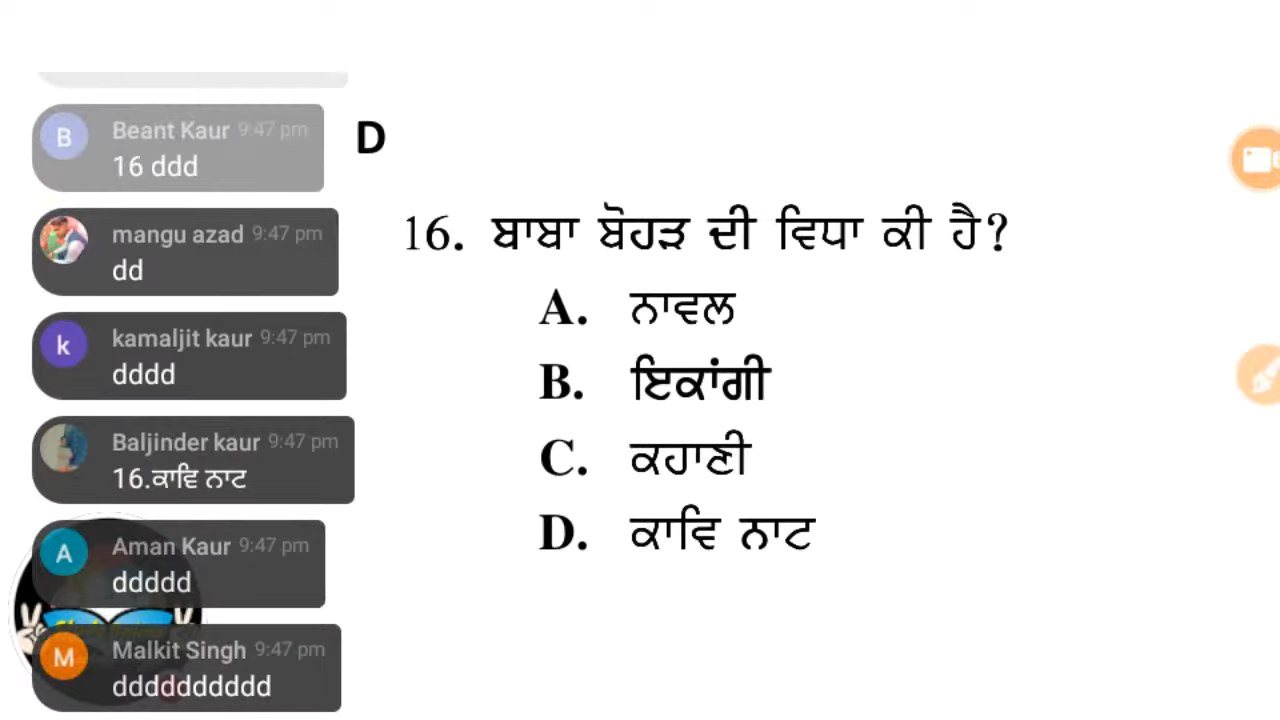 B
Beant Kaur 9:47 pm
16 ddd
mangu azad 9:47 pm
dd
k
kamaljit kaur 9:47 pm
dddd
Baljinder kaur 9:47 pm
16.ਕਾਵਿ ਨਾਟ
A
Aman Kaur 9:47 pm
ddddd
M
Malkit Singh 9:47 pm
dddddddddd
D
16. ਬਾਬਾ ਬੋਹੜ ਦੀ ਵਿਧਾ ਕੀ ਹੈ?
A. ਨਾਵਲ
B. ਇਕਾਂਗੀ
C. ਕਹਾਣੀ
D. ਕਾਵਿ ਨਾਟ